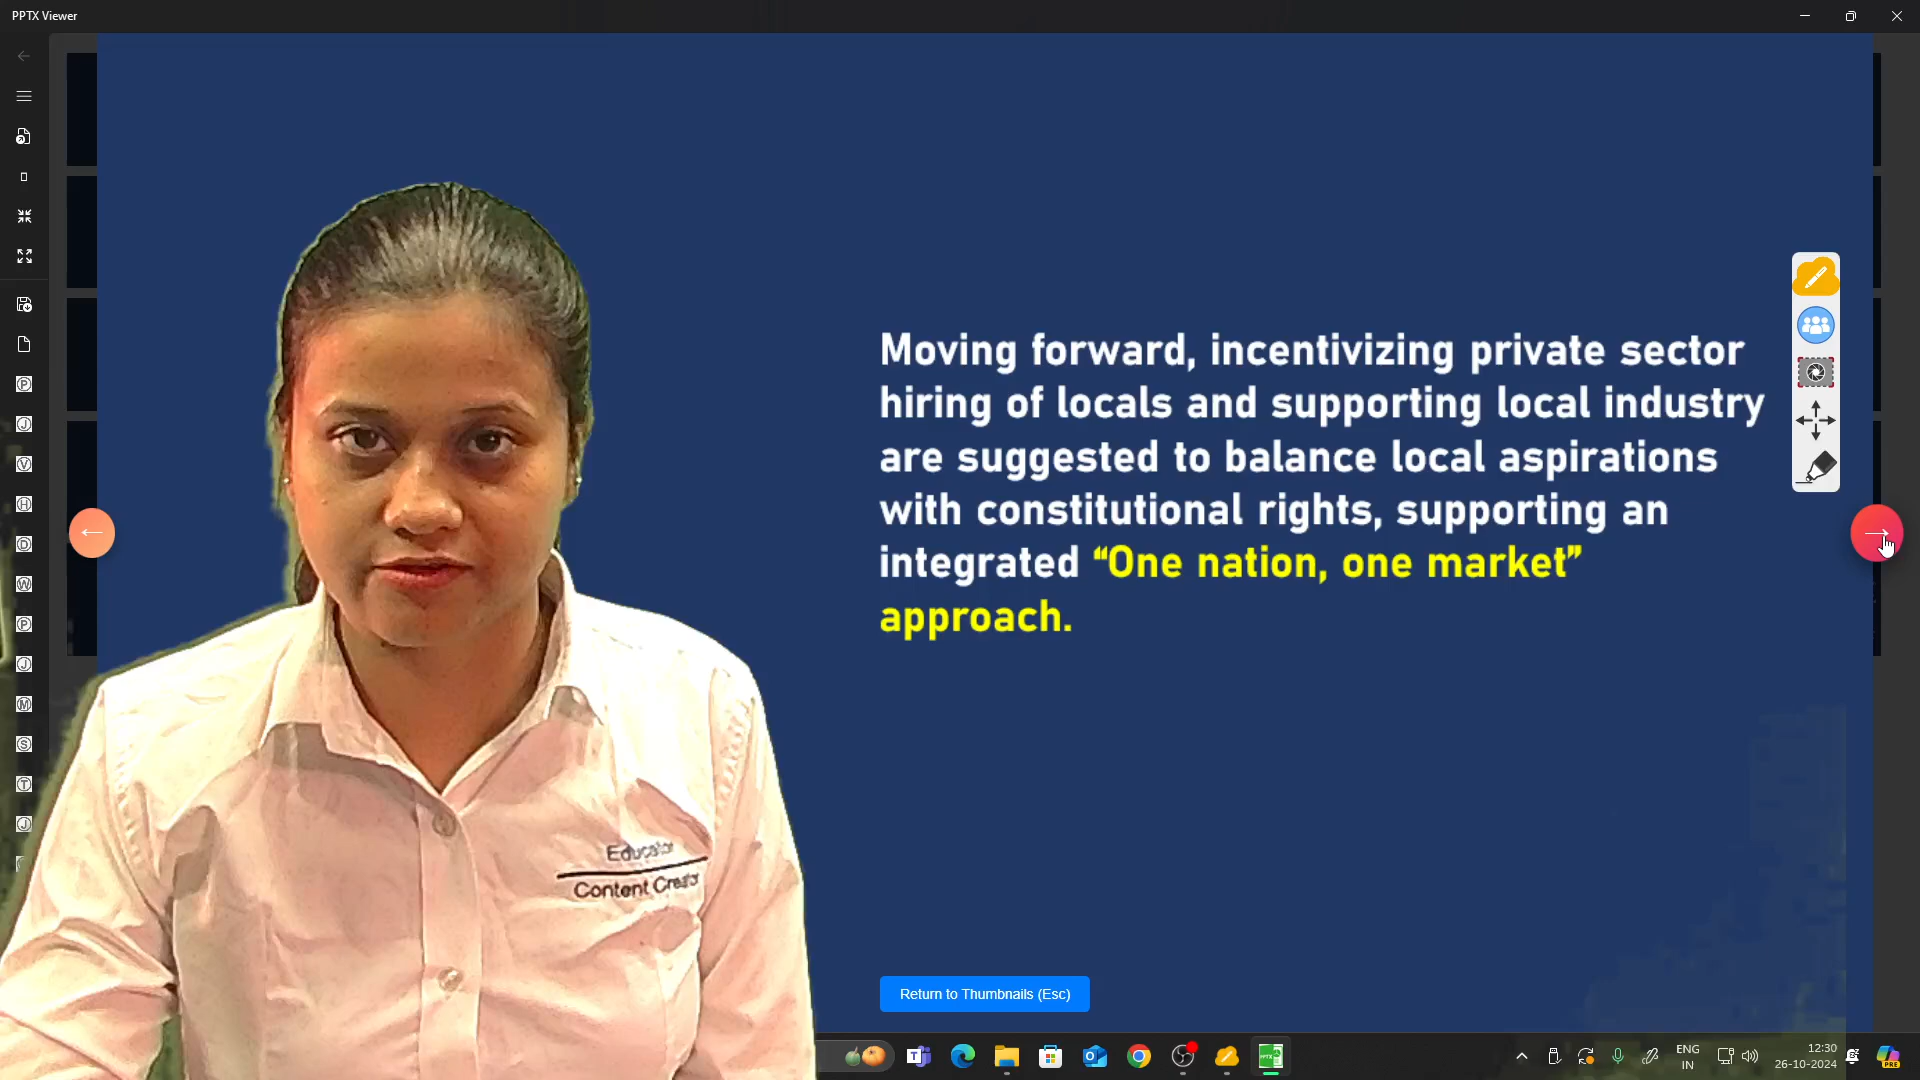 PPTX Viewer
Moving forward, incentivizing private sector
hiring of locals and supporting local industry
are suggested to balance local aspirations
with constitutional rights, supporting an
integrated “One nation, one market”
approach.
Educator
Content Creator
Return to Thumbnails (Esc)
ENG
IN
12:30
26-10-2024